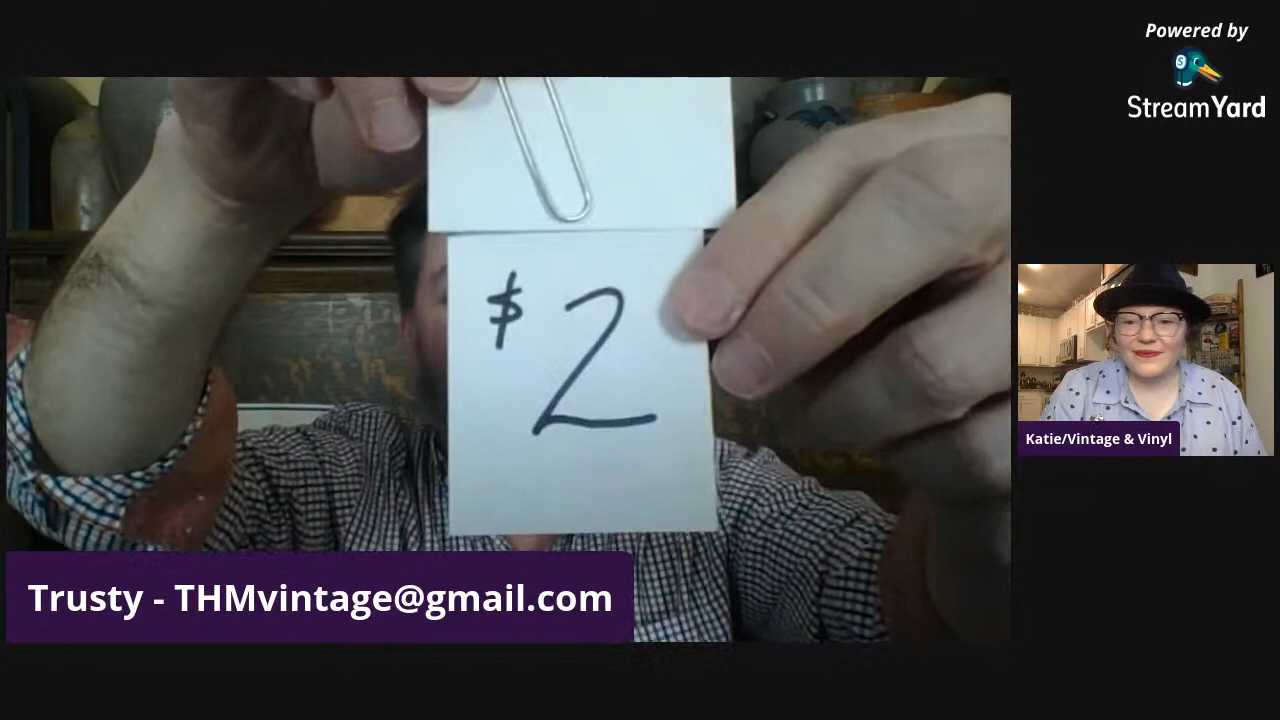 Powered by
StreamYard
$2
Katie/Vintage & Vinyl
Trusty - THMvintage@gmail.com